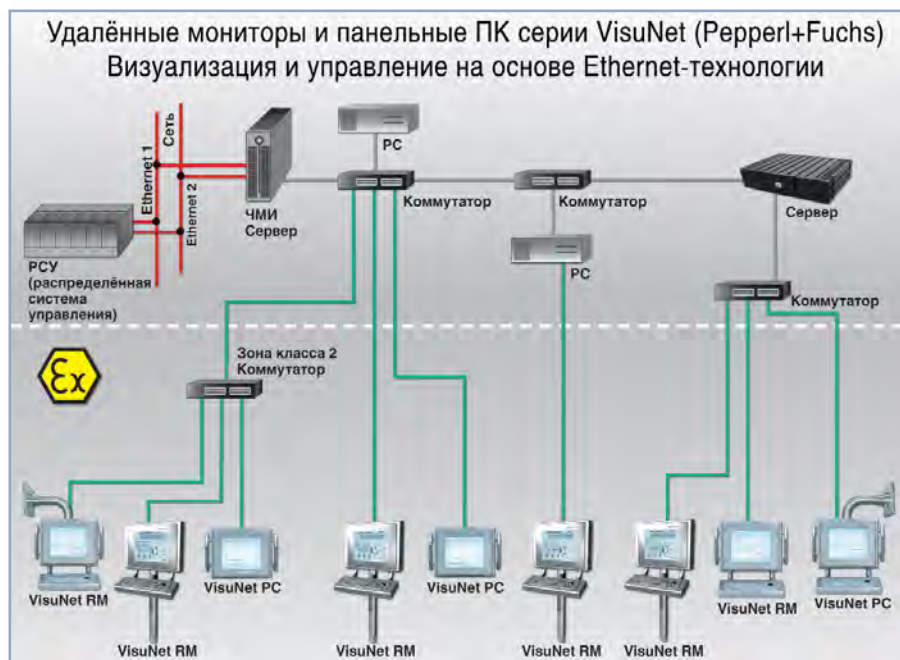 Удалённые мониторы и панельные ПК серии VisuNet (Pepperl+Fuchs)
Визуализация и управление на основе Ethernet-технологии
Ethernet 1
Сеть
Ethernet 2
ЧМИ
Сервер
PC
Коммутатор
Коммутатор
PC
Сервер
Коммутатор
РСУ
(распределённая
система
управления)
Зона класса 2
Коммутатор
Ex
VisuNet RM
VisuNet RM
VisuNet PC
VisuNet RM
VisuNet PC
VisuNet RM
VisuNet RM
VisuNet RM
VisuNet PC